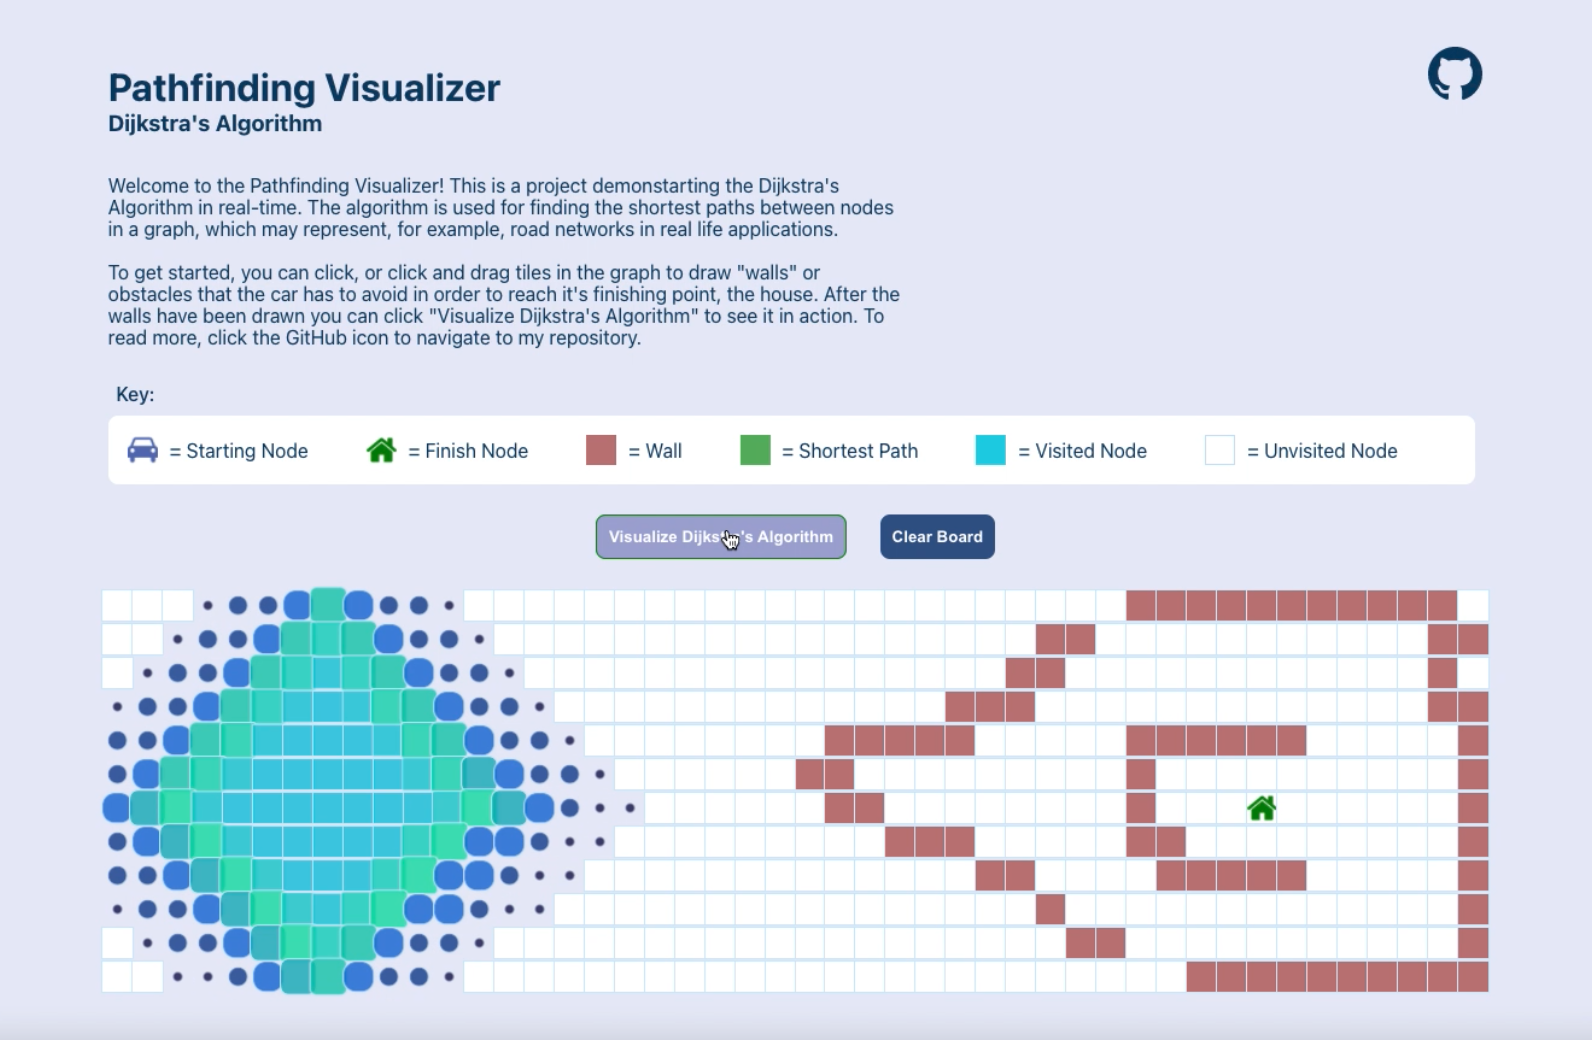 Pathfinding Visualizer
Dijkstra's Algorithm
Welcome to the Pathfinding Visualizer! This is a project demonstarting the Dijkstra's
Algorithm in real-time. The algorithm is used for finding the shortest paths between nodes
in a graph, which may represent, for example, road networks in real life applications.
To get started, you can click, or click and drag tiles in the graph to draw "walls" or
obstacles that the car has to avoid in order to reach it's finishing point, the house. After the
walls have been drawn you can click "Visualize Dijkstra's Algorithm" to see it in action. To
read more, click the GitHub icon to navigate to my repository.
Key:
= Starting Node = Finish Node = Wall = Shortest Path = Visited Node = Unvisited Node
Visualize Dijkstra's Algorithm Clear Board